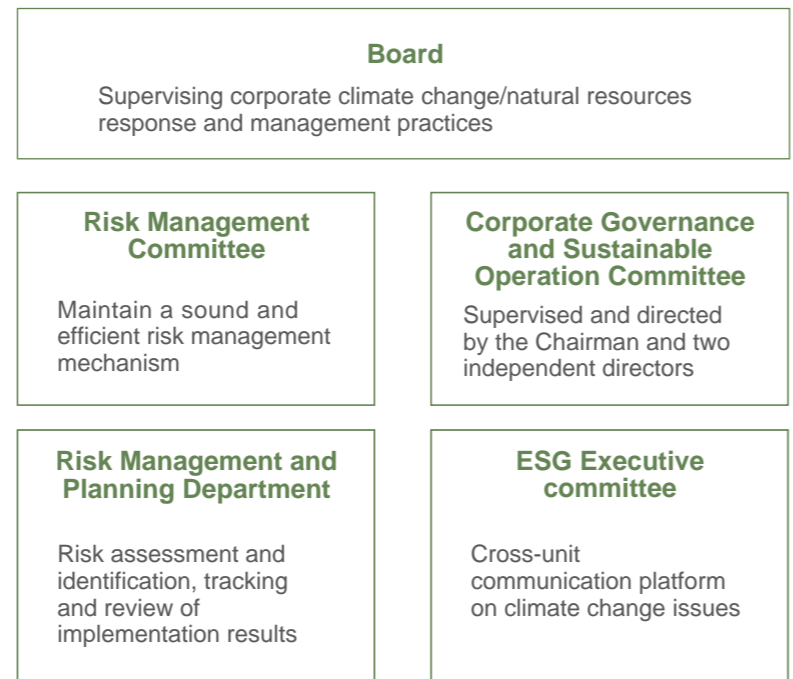 Board
Supervising corporate climate change/natural resources
response and management practices
Risk Management
Committee
Maintain a sound and
efficient risk management
mechanism
Corporate Governance
and Sustainable
Operation Committee
Supervised and directed
by the Chairman and two
independent directors
Risk Management and
Planning Department
Risk assessment and
identification, tracking
and review of
implementation results
ESG Executive
committee
Cross-unit
communication platform
on climate change issues